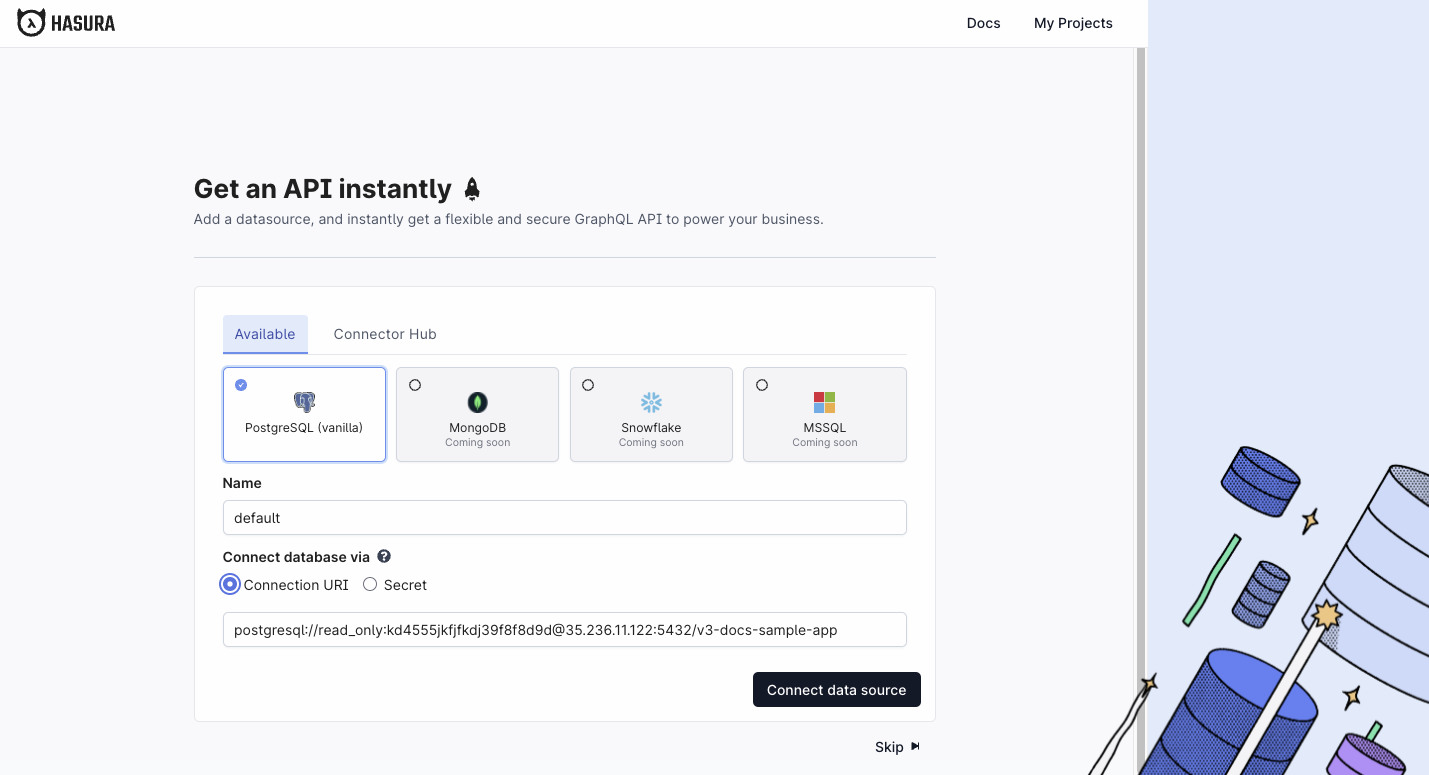 HASURA
Docs
My Projects
Get an API instantly
Add a datasource, and instantly get a flexible and secure GraphQL API to power your business.
Available
Connector Hub
PostgreSQL (vanilla)
MongoDB
Coming soon
Snowflake
Coming soon
MSSQL
Coming soon
Name
default
Connect database via
Connection URI
Secret
postgresql://read_only:kd4555jkfjfkdj39f8f8d9d@35.236.11.122:5432/v3-docs-sample-app
Connect data source
Skip